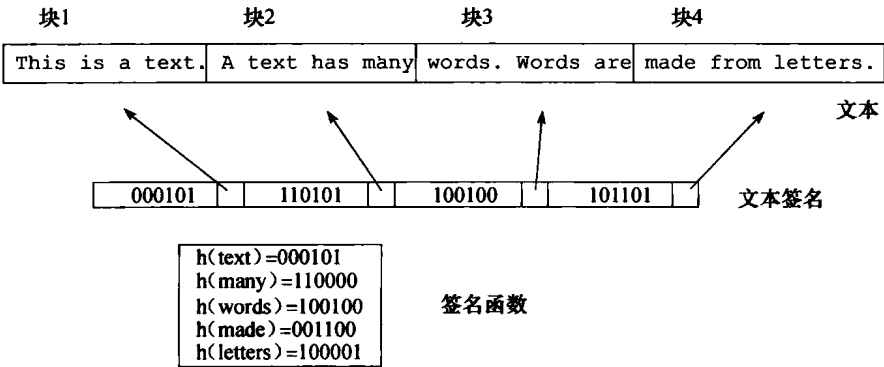 块1 块2 块3 块4
This is a text. A text has many words. Words are made from letters.
文本
000101 110101 100100 101101 文本签名
h(text)=000101
h(many)=110000
h(words)=100100
签名函数
h(made)=001100
h(letters)=100001